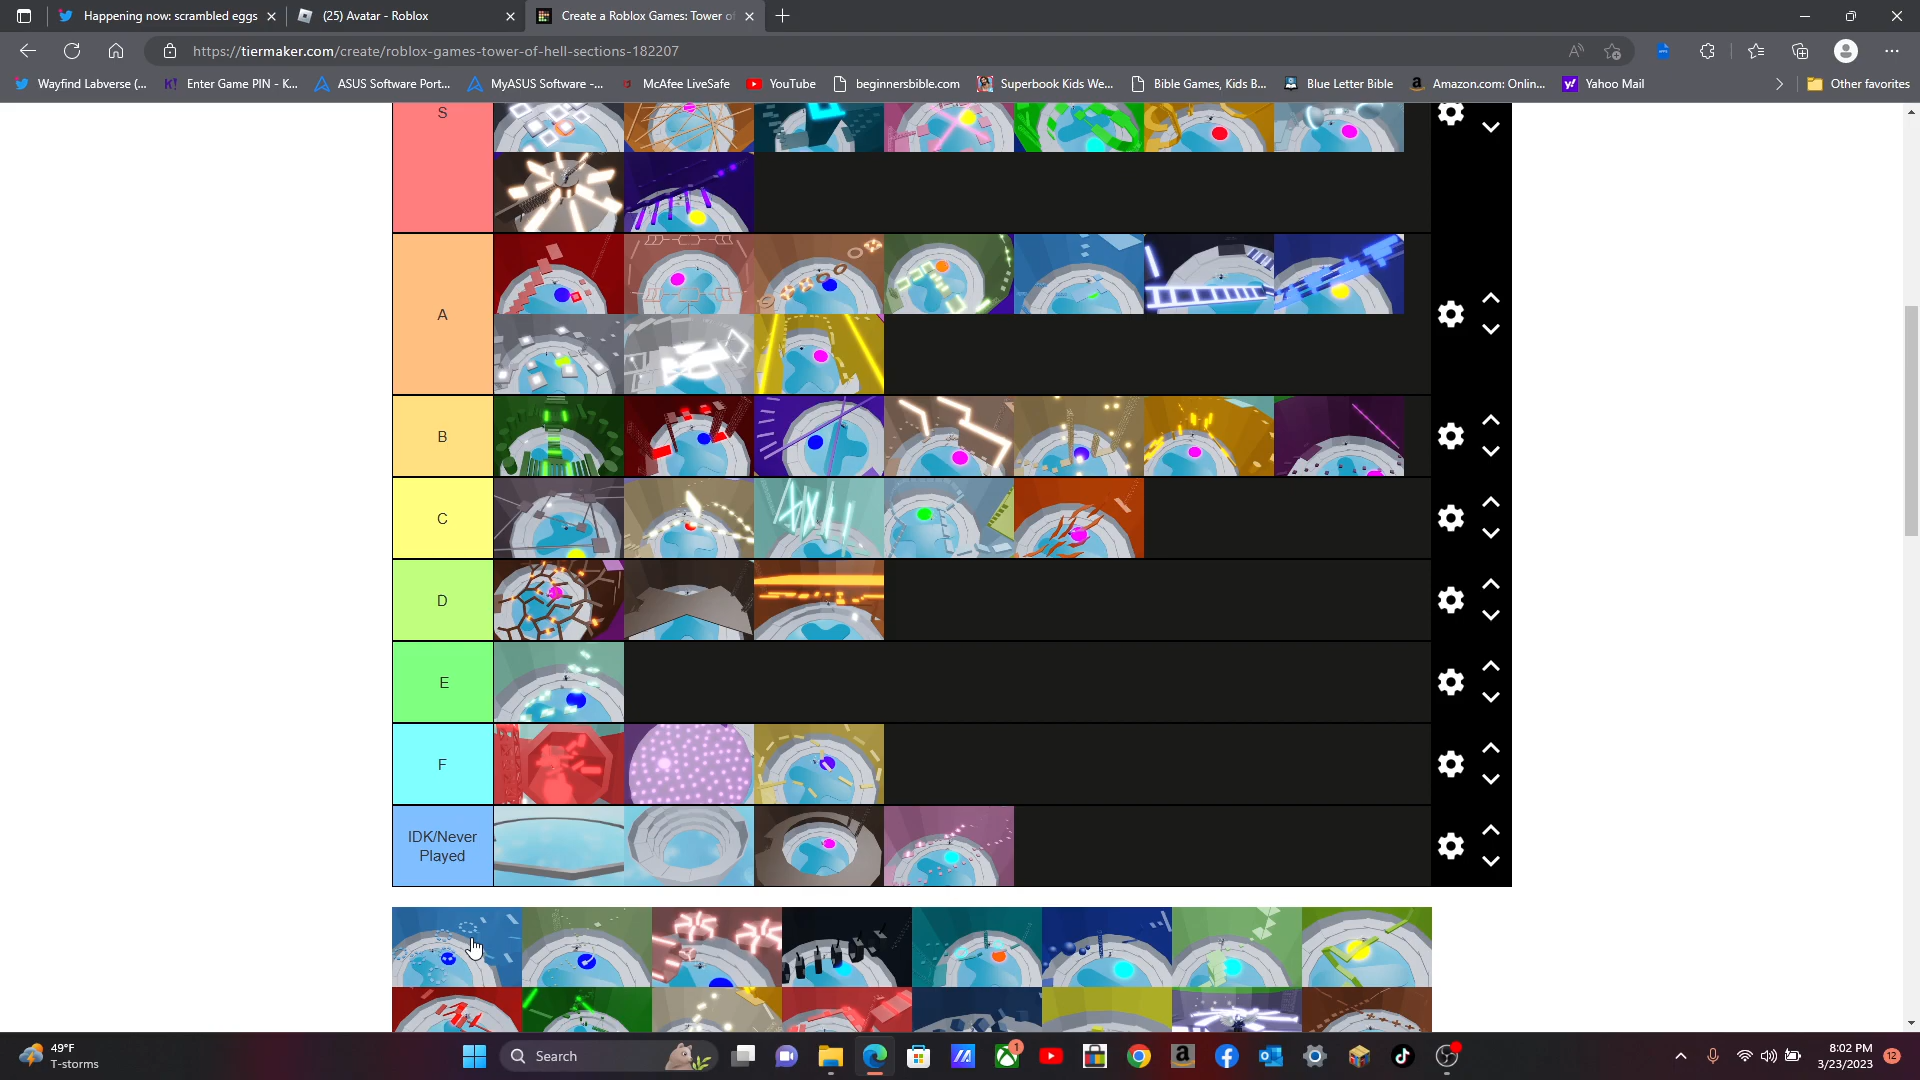 Happening now: scrambled eggs
(25) Avatar - Roblox
Create a Roblox Games: Tower of
https://tiermaker.com/create/roblox-games-tower-of-hell-sections-182207
Wayfind Labverse (...
Enter Game PIN - K...
ASUS Software Port...
MyASUS Software -...
McAfee LiveSafe
YouTube
beginnersbible.com
Superbook Kids We...
Bible Games, Kids B...
Blue Letter Bible
Amazon.com: Onlin...
Yahoo Mail
Other favorites
S
A
B
C
D
E
F
IDK/Never
Played
49°F
T-storms
Search
1
8:02 PM
3/23/2023
12